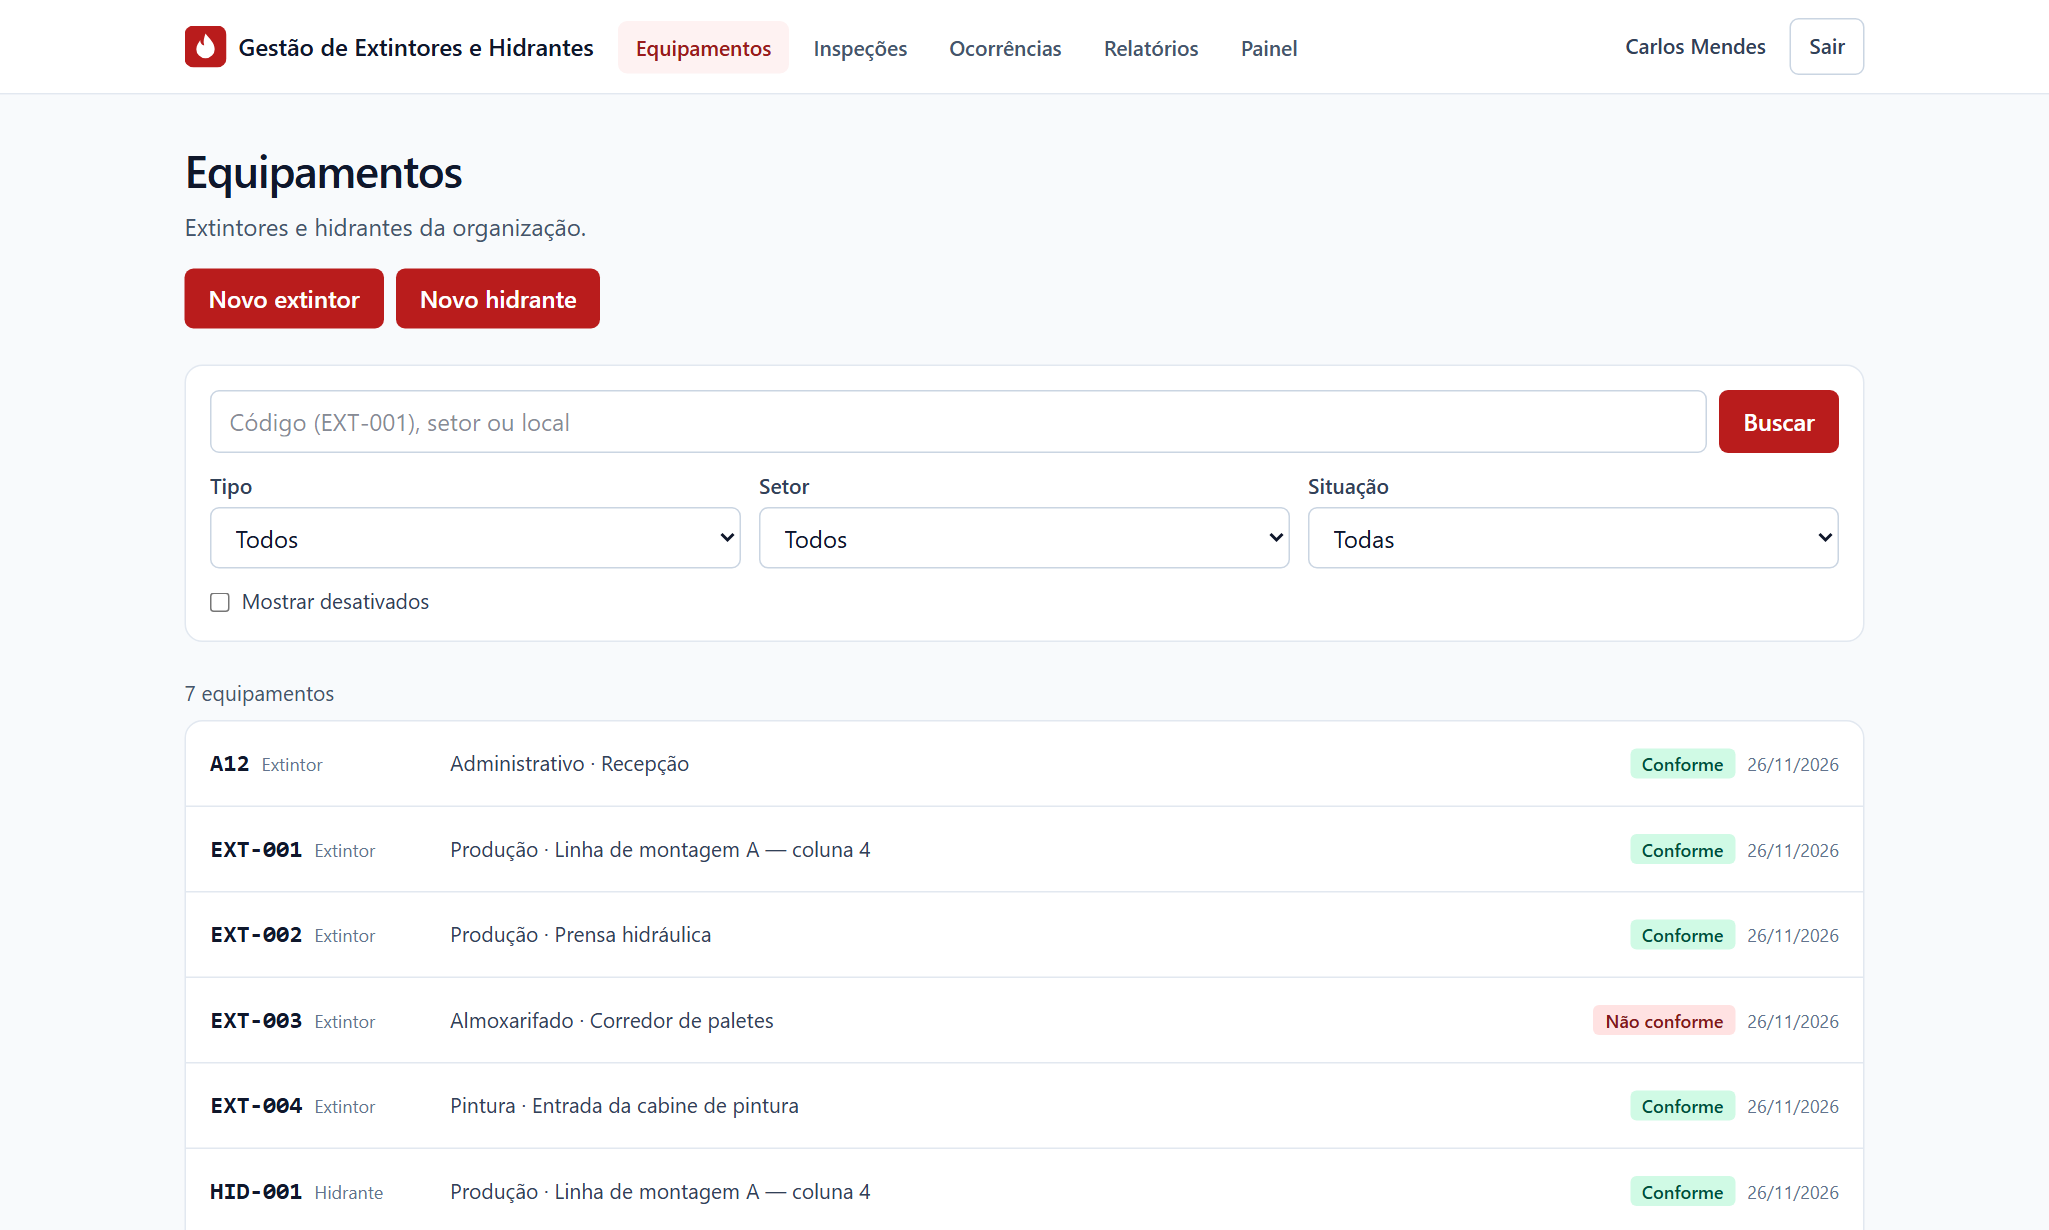 Gestão de Extintores e Hidrantes Equipamentos Inspeções Ocorrências Relatórios Painel Carlos Mendes Sair
Equipamentos
Extintores e hidrantes da organização.
Novo extintor Novo hidrante
Código (EXT-001), setor ou local Buscar
Tipo Setor Situação
Todos Todos Todas
Mostrar desativados
7 equipamentos
A12 Extintor Administrativo · Recepção Conforme 26/11/2026
EXT-001 Extintor Produção · Linha de montagem A — coluna 4 Conforme 26/11/2026
EXT-002 Extintor Produção · Prensa hidráulica Conforme 26/11/2026
EXT-003 Extintor Almoxarifado · Corredor de paletes Não conforme 26/11/2026
EXT-004 Extintor Pintura · Entrada da cabine de pintura Conforme 26/11/2026
HID-001 Hidrante Produção · Linha de montagem A — coluna 4 Conforme 26/11/2026